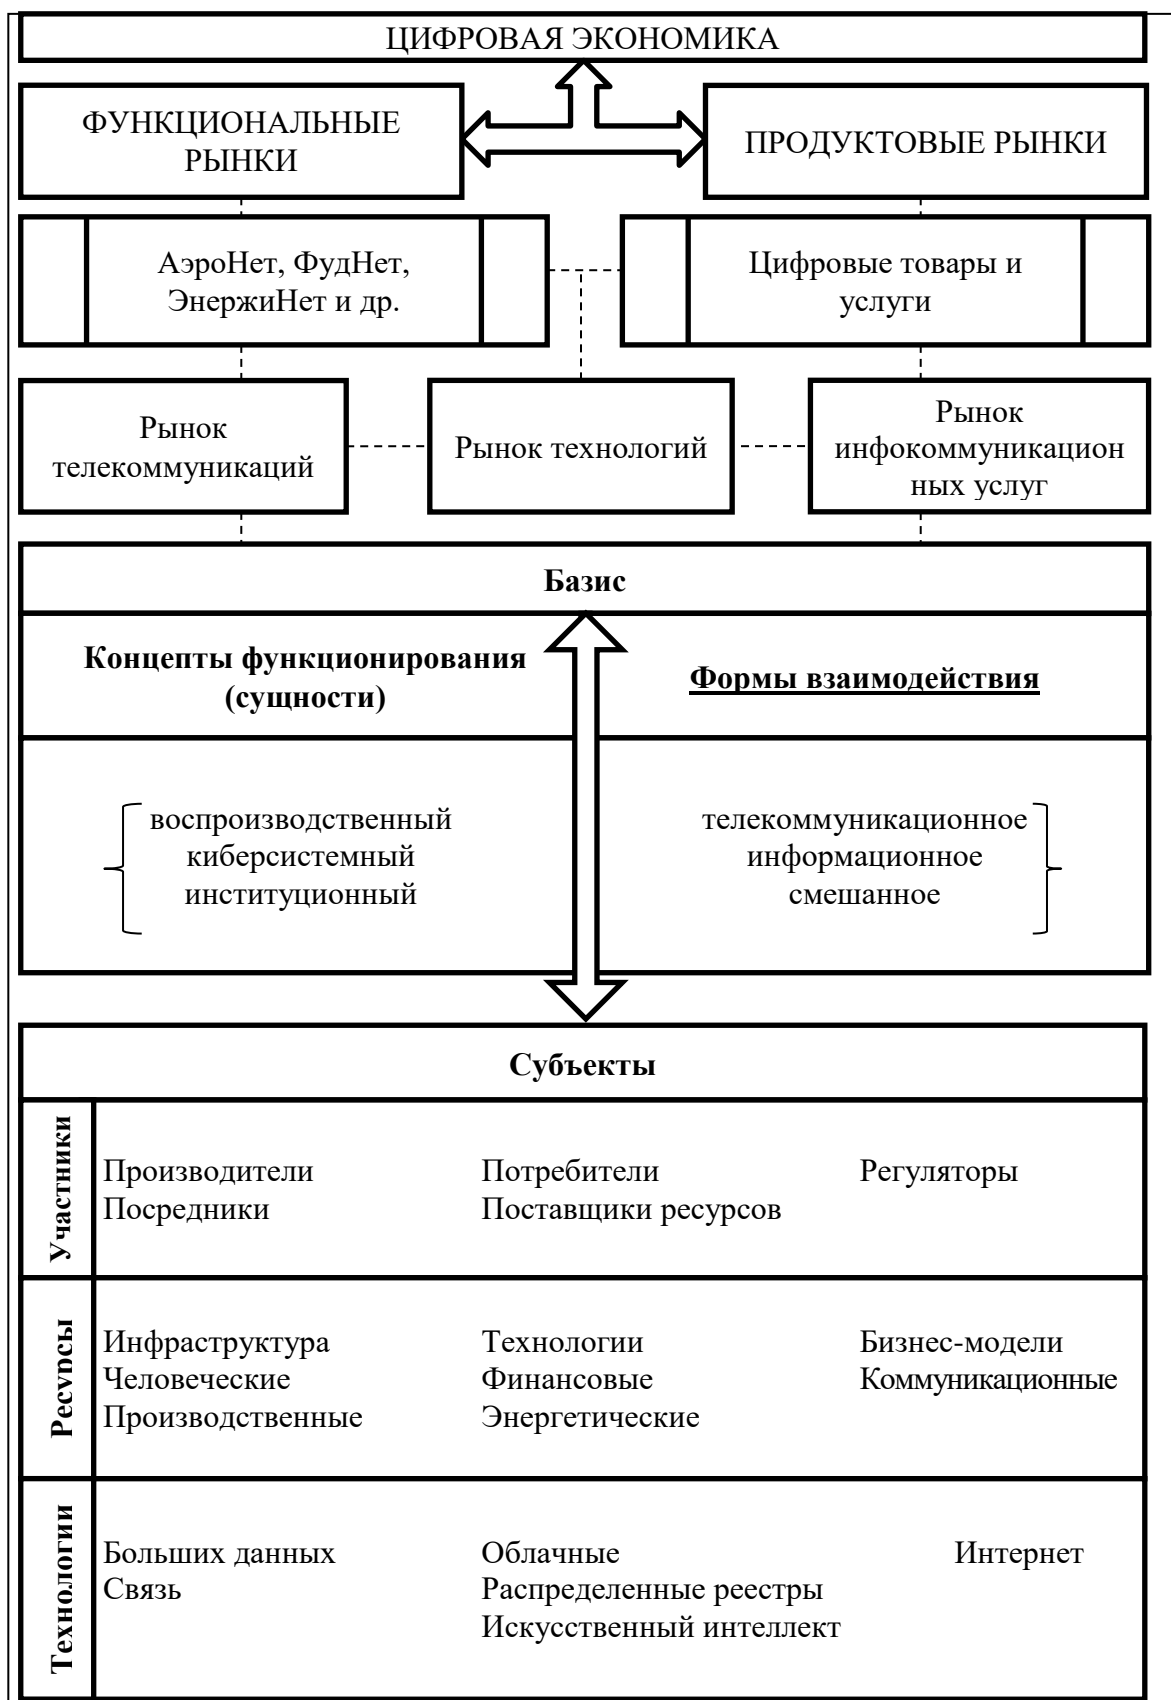 ЦИФРОВАЯ ЭКОНОМИКА
ФУНКЦИОНАЛЬНЫЕ
РЫНКИ
ПРОДУКТОВЫЕ РЫНКИ
АэроНет, ФудНет,
ЭнержиНет и др.
Цифровые товары и
услуги
Рынок
телекоммуникаций
Рынок технологий
Рынок
инфокоммуникацион
ных услуг
Базис
Концепты функционирования
(сущности)
Формы взаимодействия
воспроизводственный
киберсистемный
институционный
телекоммуникационное
информационное
смешанное
Субъекты
Участники
Производители
Посредники
Потребители
Поставщики ресурсов
Регуляторы
Ресурсы
Инфраструктура
Человеческие
Производственные
Технологии
Финансовые
Энергетические
Бизнес-модели
Коммуникационные
Технологии
Больших данных
Связь
Облачные
Распределенные реестры
Искусственный интеллект
Интернет